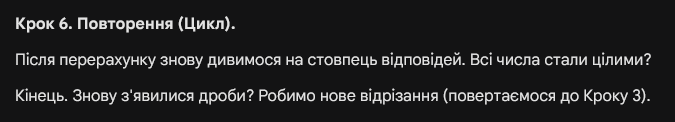 Крок 6. Повторення (Цикл).
Після перерахунку знову дивимося на стовпець відповідей. Всі числа стали цілими?
Кінець. Знову з'явилися дроби? Робимо нове відрізання (повертаємося до Кроку 3).